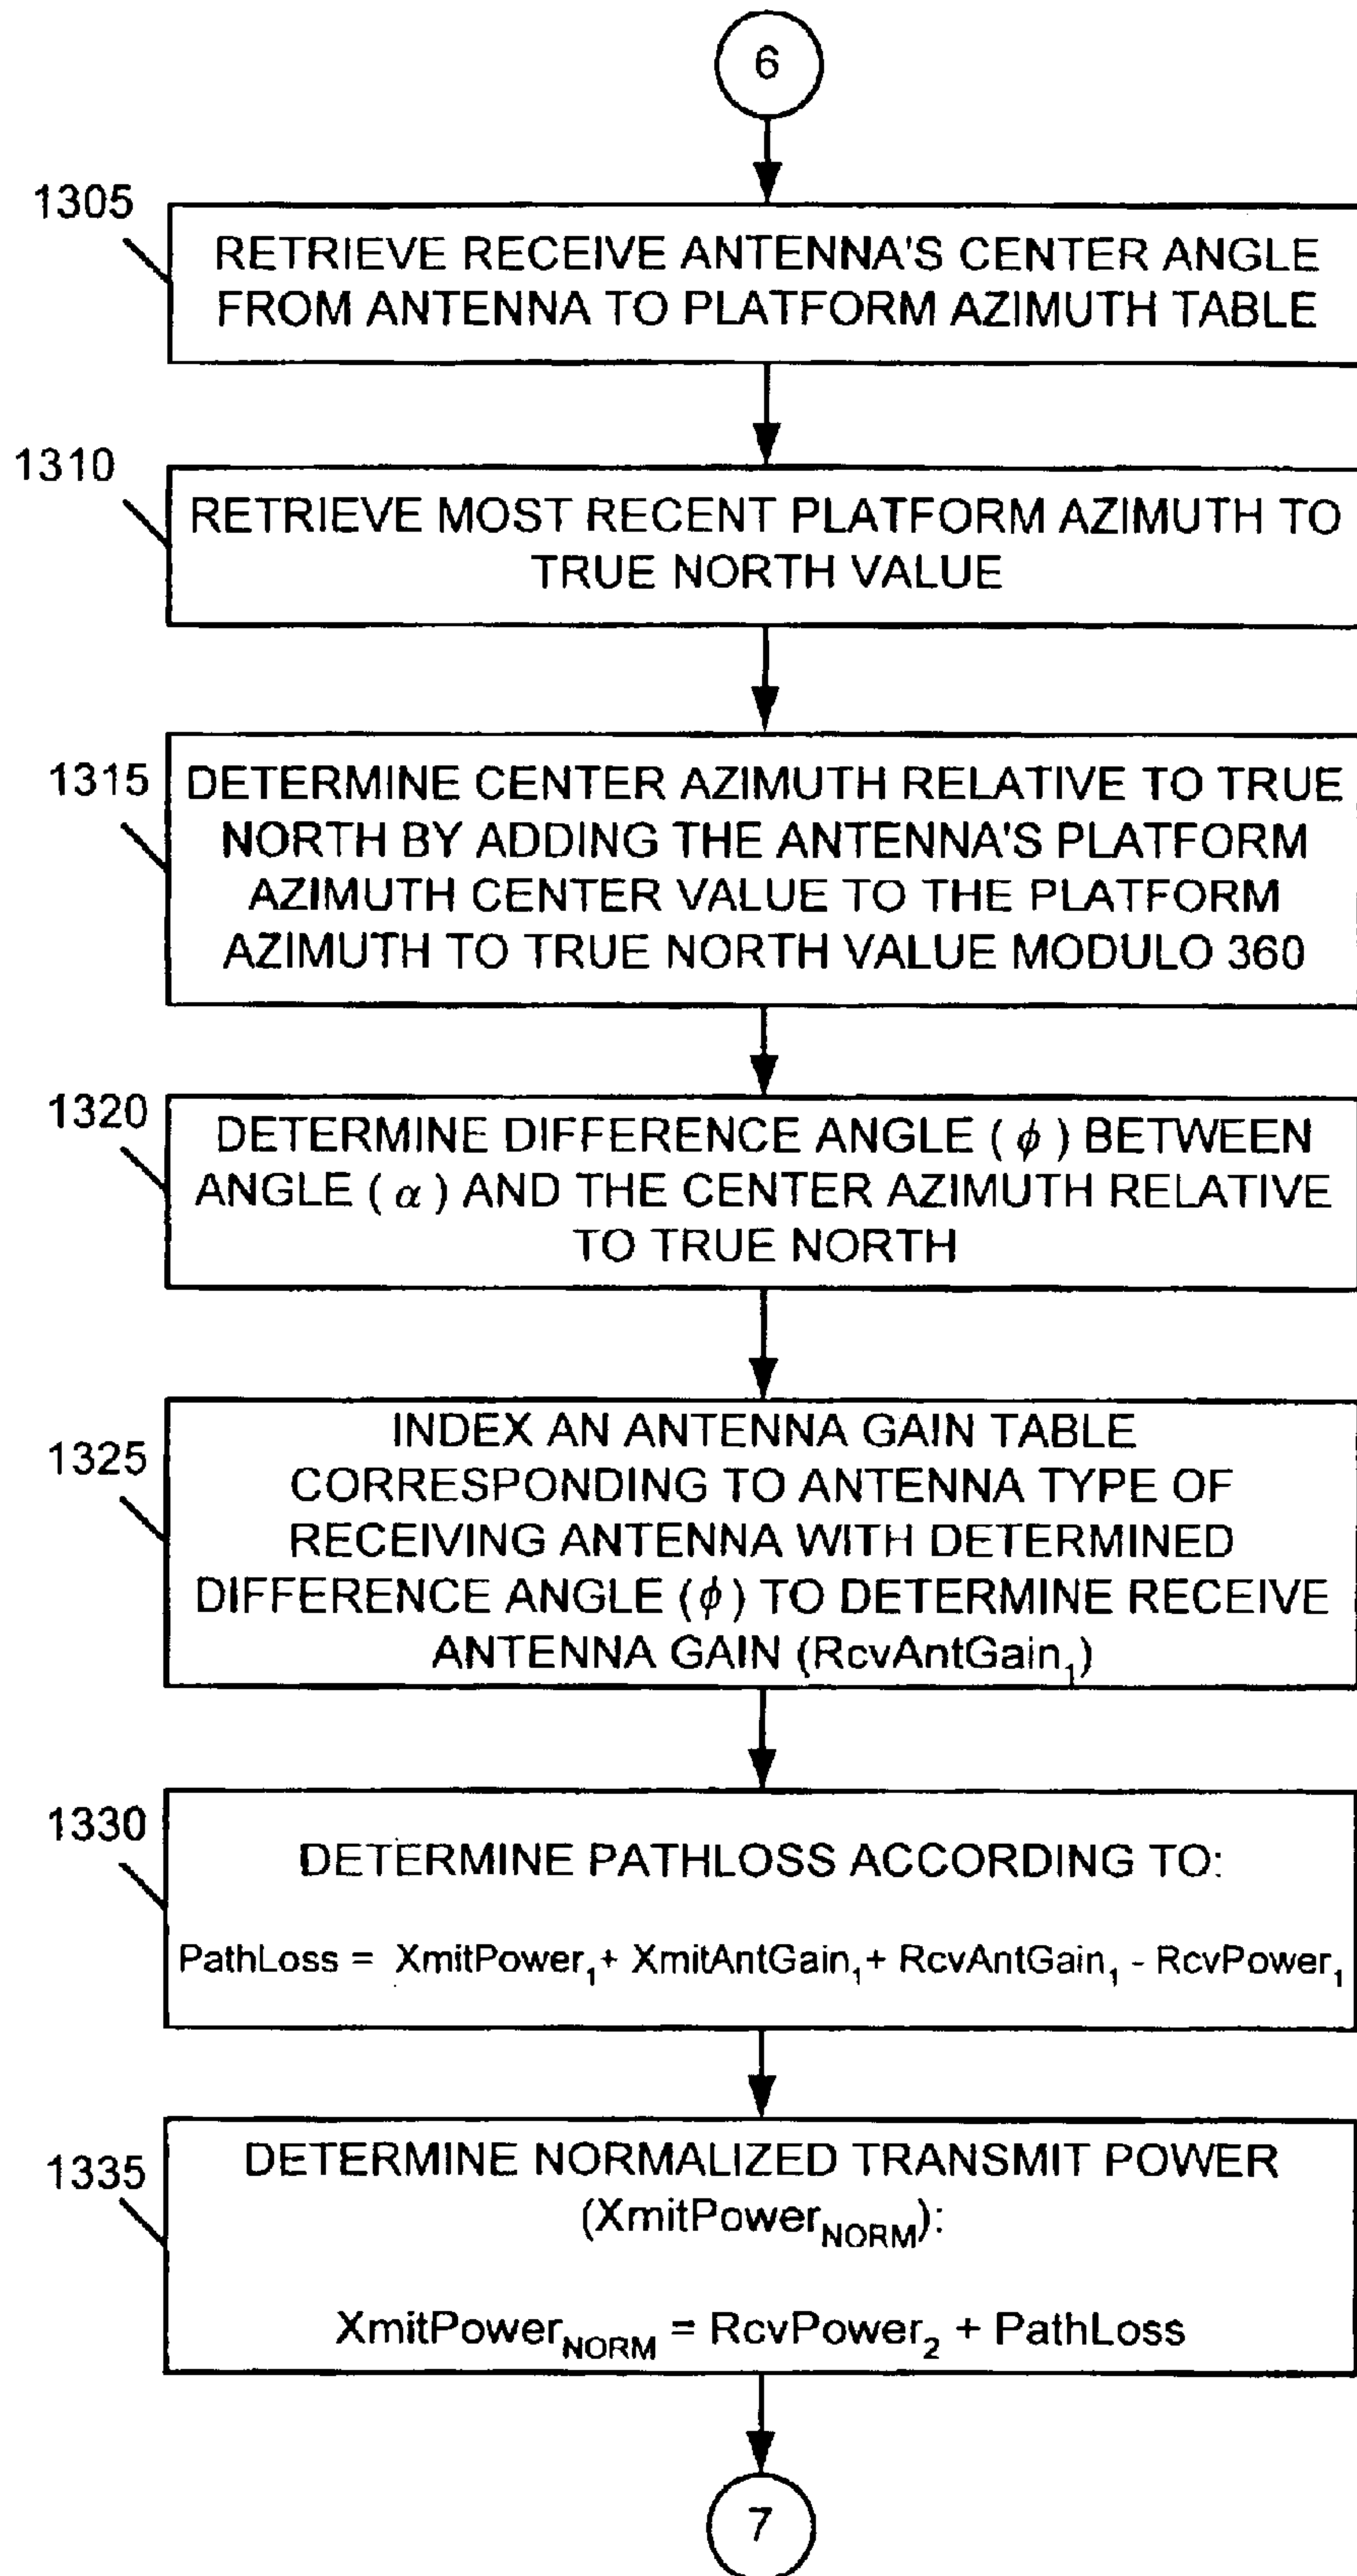 6
1305
RETRIEVE RECEIVE ANTENNA'S CENTER ANGLE
FROM ANTENNA TO PLATFORM AZIMUTH TABLE
1310
RETRIEVE MOST RECENT PLATFORM AZIMUTH TO
TRUE NORTH VALUE
1315
DETERMINE CENTER AZIMUTH RELATIVE TO TRUE
NORTH BY ADDING THE ANTENNA'S PLATFORM
AZIMUTH CENTER VALUE TO THE PLATFORM
AZIMUTH TO TRUE NORTH VALUE MODULO 360
1320
DETERMINE DIFFERENCE ANGLE (ϕ) BETWEEN
ANGLE (α) AND THE CENTER AZIMUTH RELATIVE
TO TRUE NORTH
1325
INDEX AN ANTENNA GAIN TABLE
CORRESPONDING TO ANTENNA TYPE OF
RECEIVING ANTENNA WITH DETERMINED
DIFFERENCE ANGLE (ϕ) TO DETERMINE RECEIVE
ANTENNA GAIN (RcvAntGain₁)
1330
DETERMINE PATHLOSS ACCORDING TO:
PathLoss = XmitPower₁ + XmitAntGain₁ + RcvAntGain₁ - RcvPower₁
1335
DETERMINE NORMALIZED TRANSMIT POWER
(XmitPower_NORM):
XmitPower_NORM = RcvPower₂ + PathLoss
7